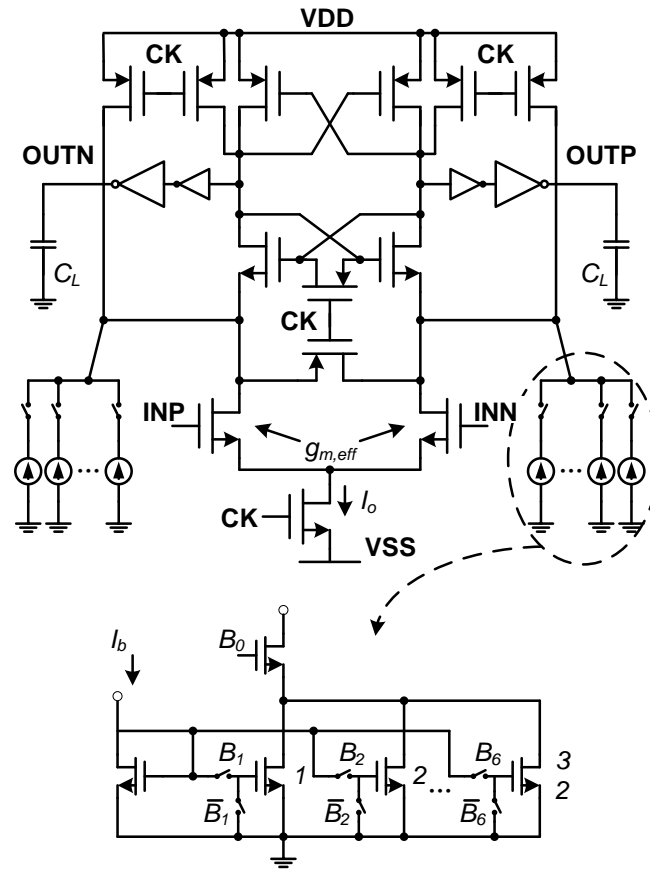 VDD
CK
CK
OUTN
OUTP
C_L
C_L
CK
INP
INN
g_m,eff
CK
I_o
VSS
I_b
B_0
B_1
B_2
B_6
3
1
2
...
2
B̅_1
B̅_2
B̅_6